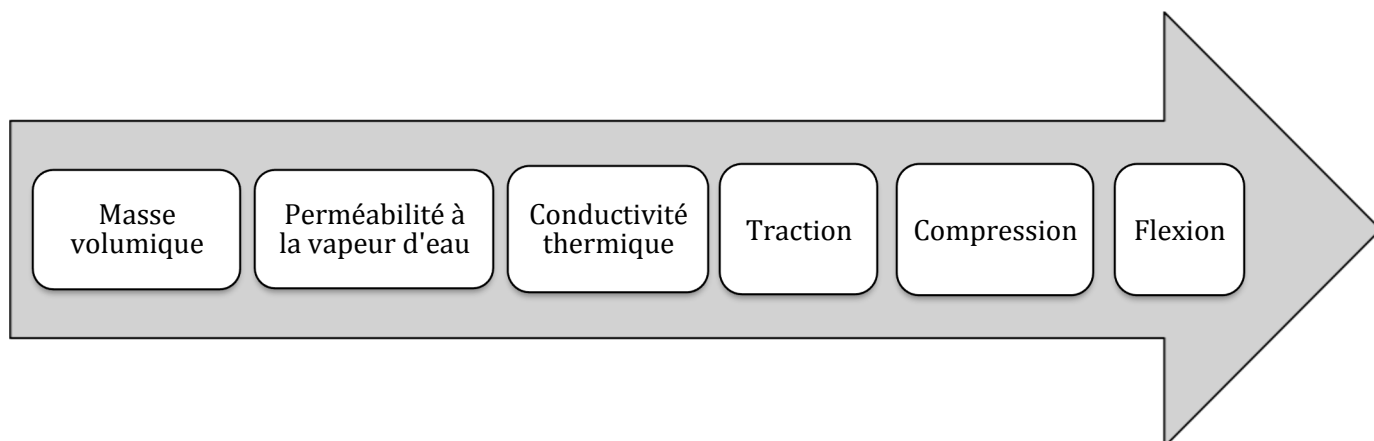 Masse
volumique
Perméabilité à
la vapeur d'eau
Conductivité
thermique
Traction
Compression
Flexion